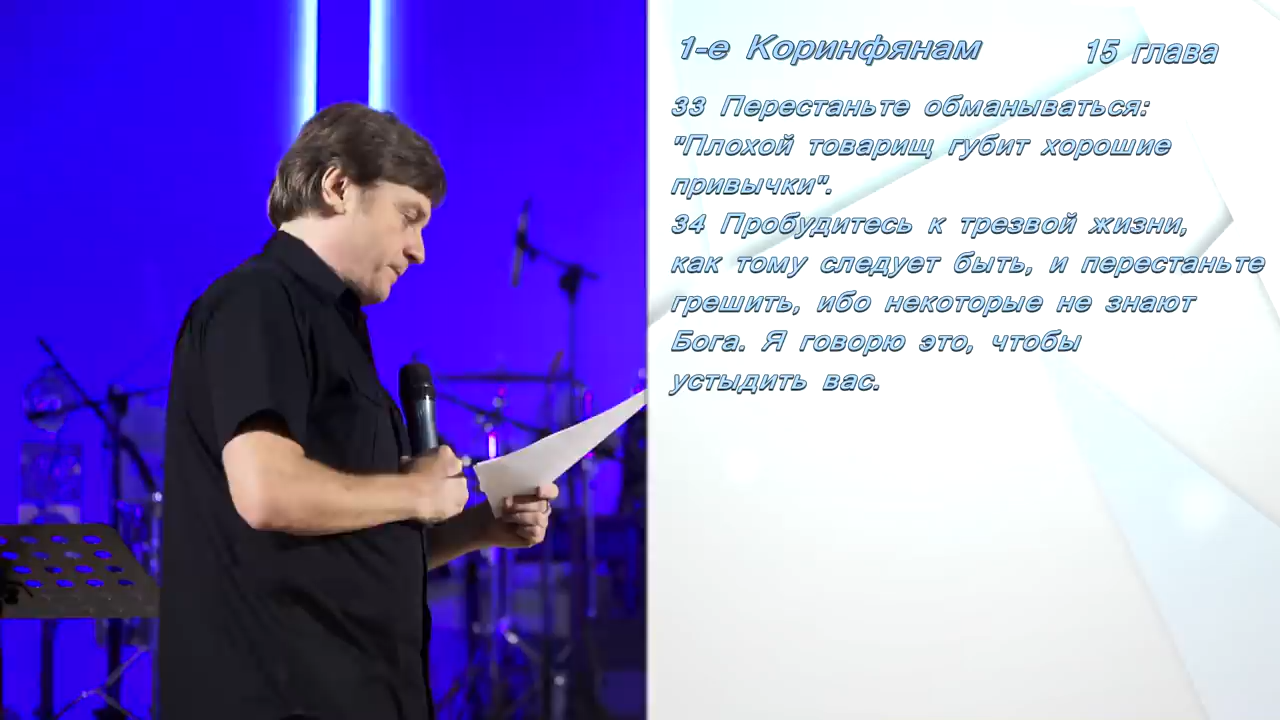 1-е Коринфянам 15 глава
33 Перестаньте обманываться:
"Плохой товарищ губит хорошие
привычки".
34 Пробудитесь к трезвой жизни,
как тому следует быть, и перестаньте
грешить, ибо некоторые не знают
Бога. Я говорю это, чтобы
устыдить вас.